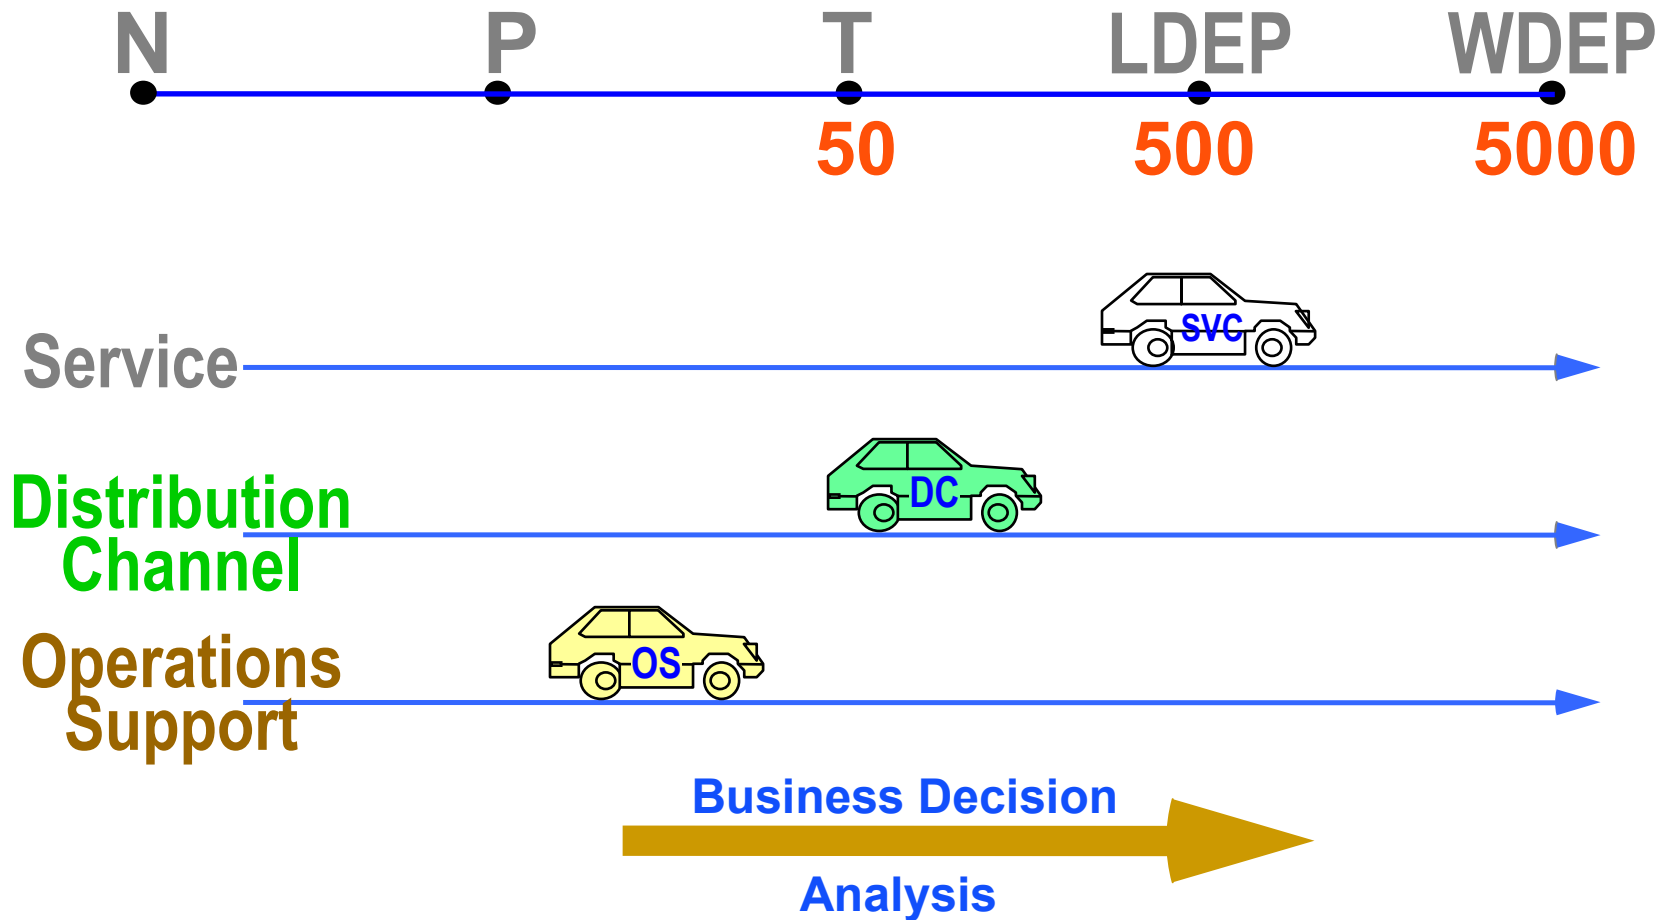 N P T LDEP WDEP
50 500 5000
SVC
Service
DC
Distribution
Channel
OS
Operations
Support
Business Decision
Analysis